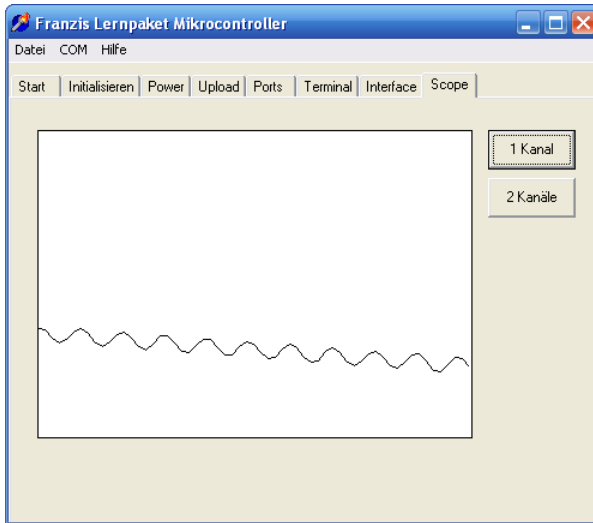 Franzis Lernpaket Mikrocontroller
Datei COM Hilfe
Start Initialisieren Power Upload Ports Terminal Interface Scope
1 Kanal
2 Kanäle